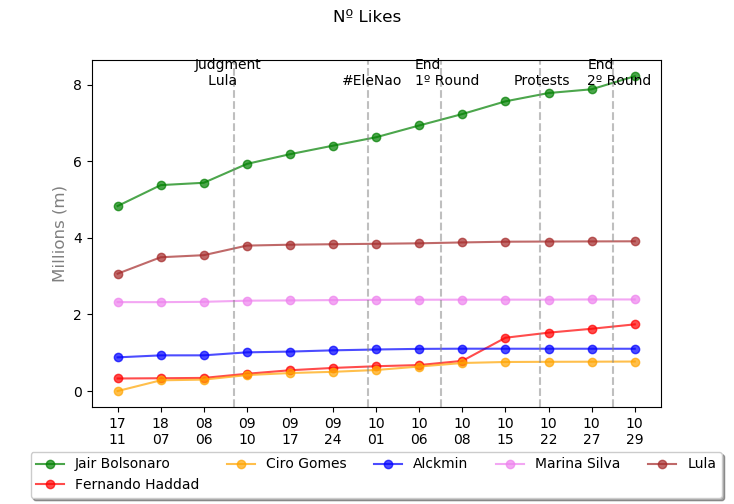 Nº Likes
Judgment
Lula
#EleNao
End
1º Round
Protests
End
2º Round
Millions (m)
8
6
4
2
0
17 18 08 09 09 09 10 10 10 10 10 10 10
11 07 06 10 17 24 01 06 08 15 22 27 29
Jair Bolsonaro Ciro Gomes Alckmin Marina Silva Lula
Fernando Haddad